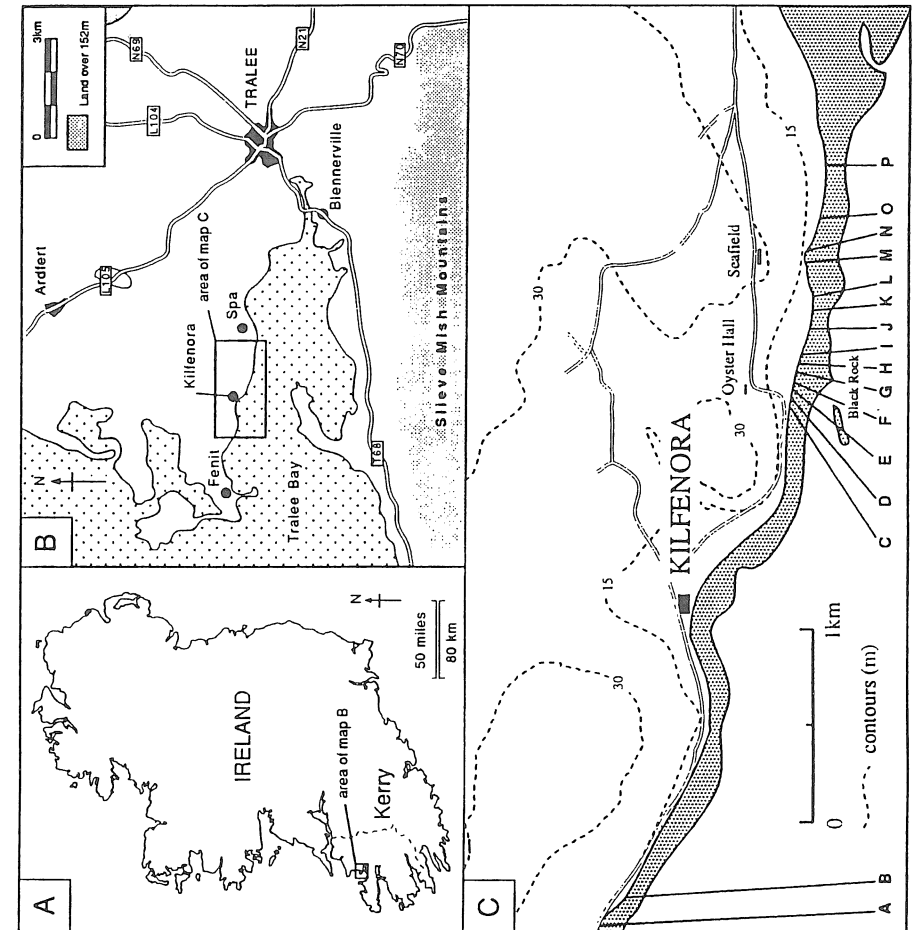 A
IRELAND
area of map B
Kerry
N
50 miles
80 km
B
N
Ardfert
L105
L104
N69
0
3km
Land over 152m
TRALEE
N21
N70
area of map C
Kilfenora
Spa
Fenit
Tralee Bay
Blennerville
T68
Slieve Mish Mountains
C
30
15
30
30
15
KILFENORA
Oyster Hall
Seafield
Black Rock
0
1km
contours (m)
A B C D E F G H I J K L M N O P